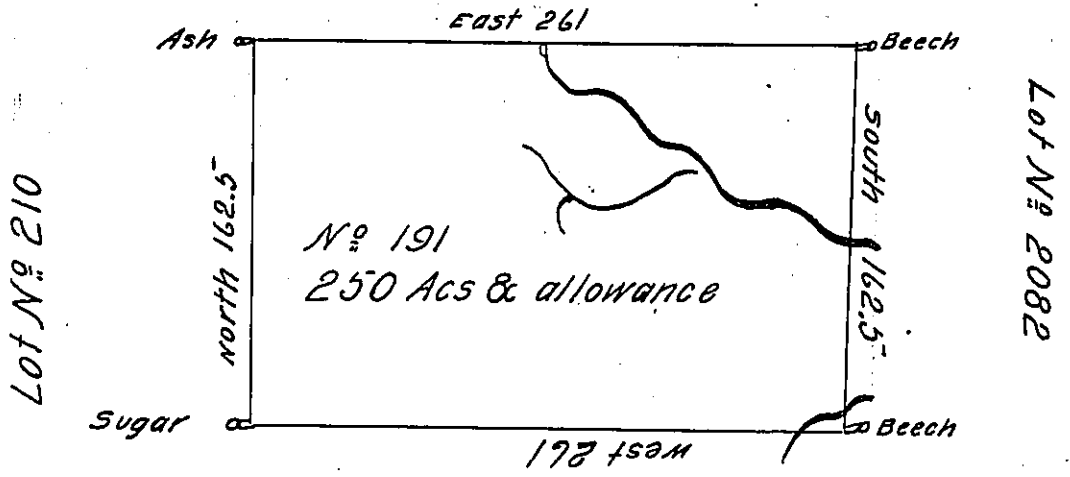 East 261
Ash
Beech
Lot Nº 210
North 162.5
South 162.5
Lot Nº 2082
Nº 191
250 Acs & allowance
Sugar
Beech
west 261